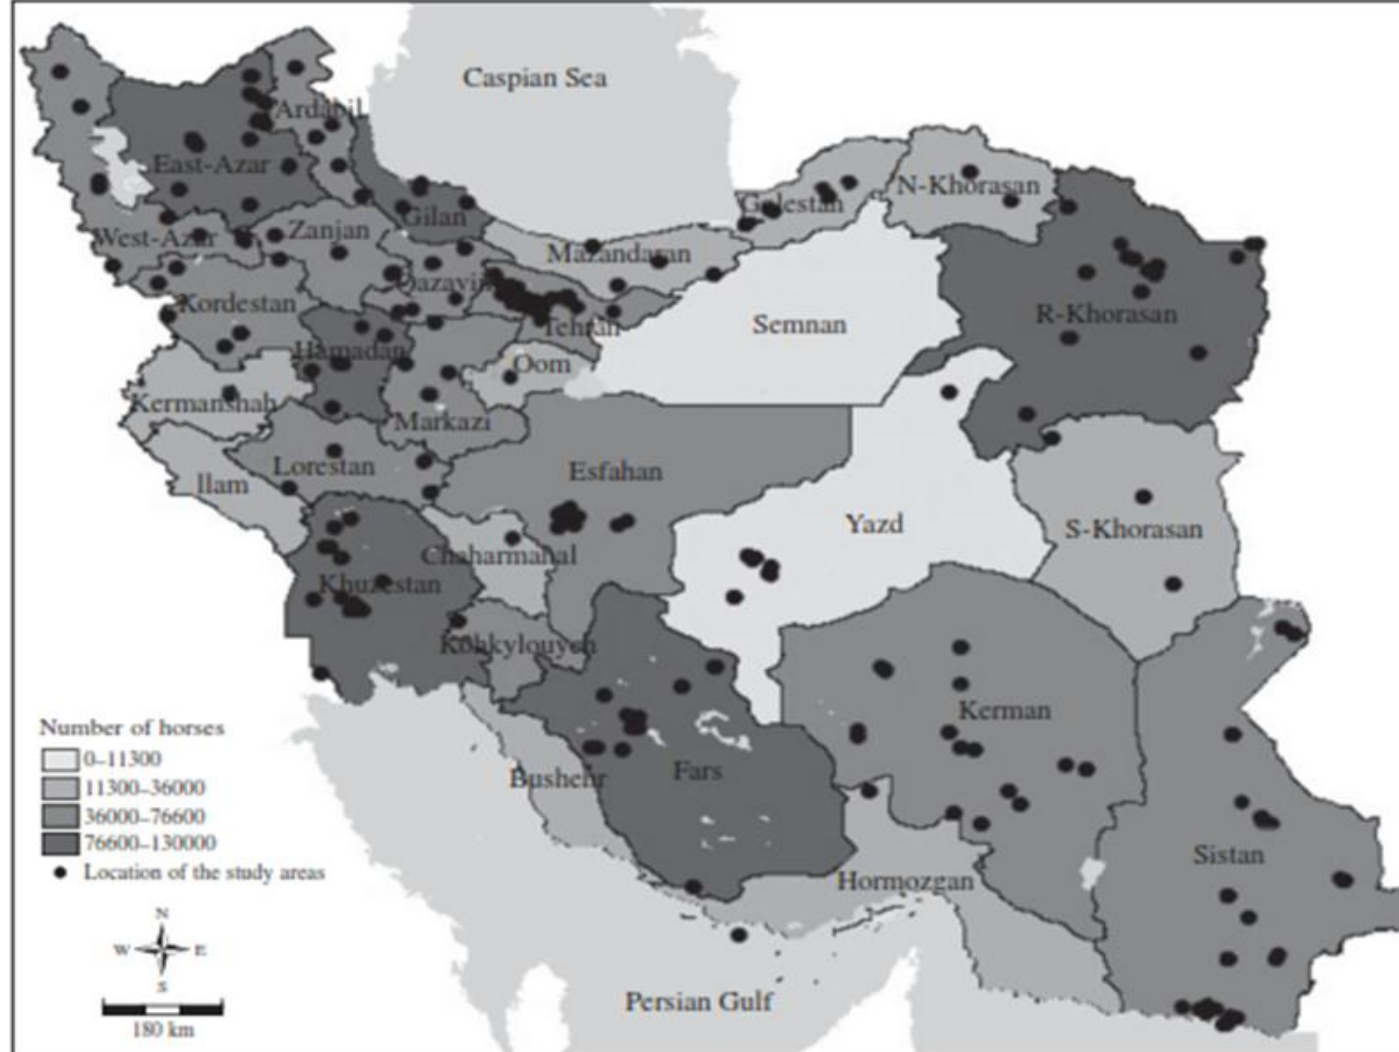 Caspian Sea
Ardabil
East-Azar
N-Khorasan
Golestan
Gilan
West-Azar
Zanjan
Mazandaran
Qazavin
Kordestan
R-Khorasan
Semnan
Tehran
Hamadan
Oom
Kermanshah
Markazi
Lorestan
Esfahan
Ilam
Yazd
S-Khorasan
Chaharmahal
Khuzestan
Kohkylouyeh
Kerman
Number of horses
0–11300
11300–36000
36000–76600
76600–130000
Location of the study areas
Bushehr
Fars
Sistan
Hormozgan
N
W E
S
180 km
Persian Gulf